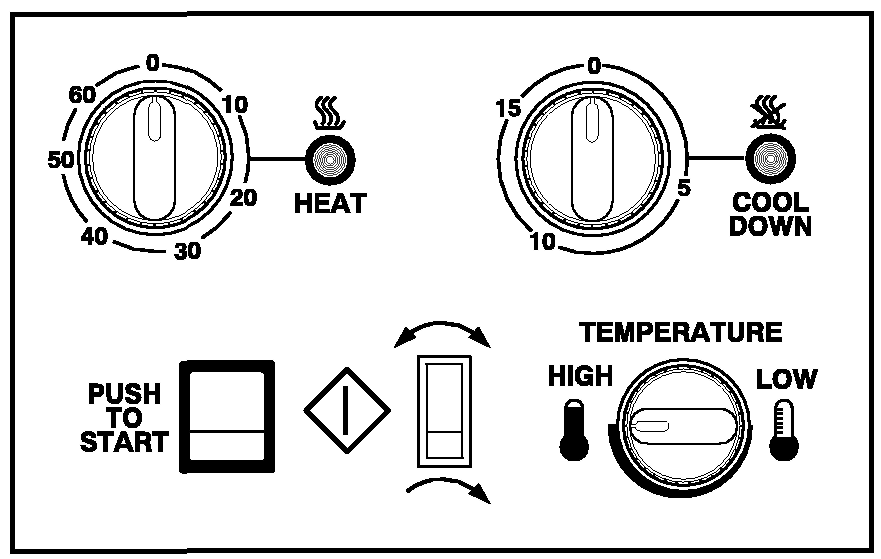 0
10
20
30
40
50
60
HEAT
0
5
10
15
COOL
DOWN
PUSH
TO
START
TEMPERATURE
HIGH
LOW